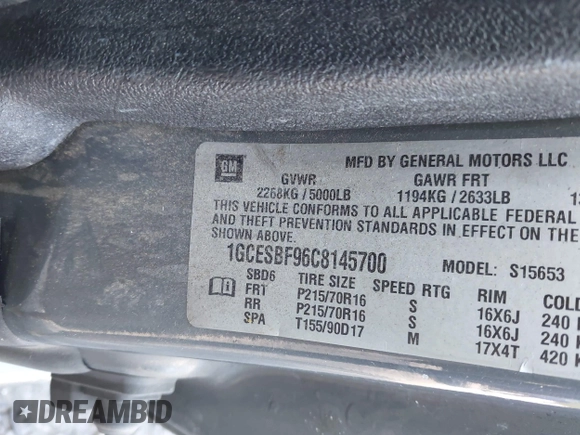 GM
MFD BY GENERAL MOTORS LLC
GVWR GAWR FRT
2268KG / 5000LB 1194KG / 2633LB 13
THIS VEHICLE CONFORMS TO ALL APPLICABLE FEDERAL
AND THEFT PREVENTION STANDARDS IN EFFECT ON
SHOWN ABOVE.
1GCESBF96C8145700 MODEL: S15653
SBD6 TIRE SIZE SPEED RTG RIM COLD
FRT P215/70R16 S 16X6J 240
RR P215/70R16 S 16X6J 240
SPA T155/90D17 M 17X4T 420
DREAMBID